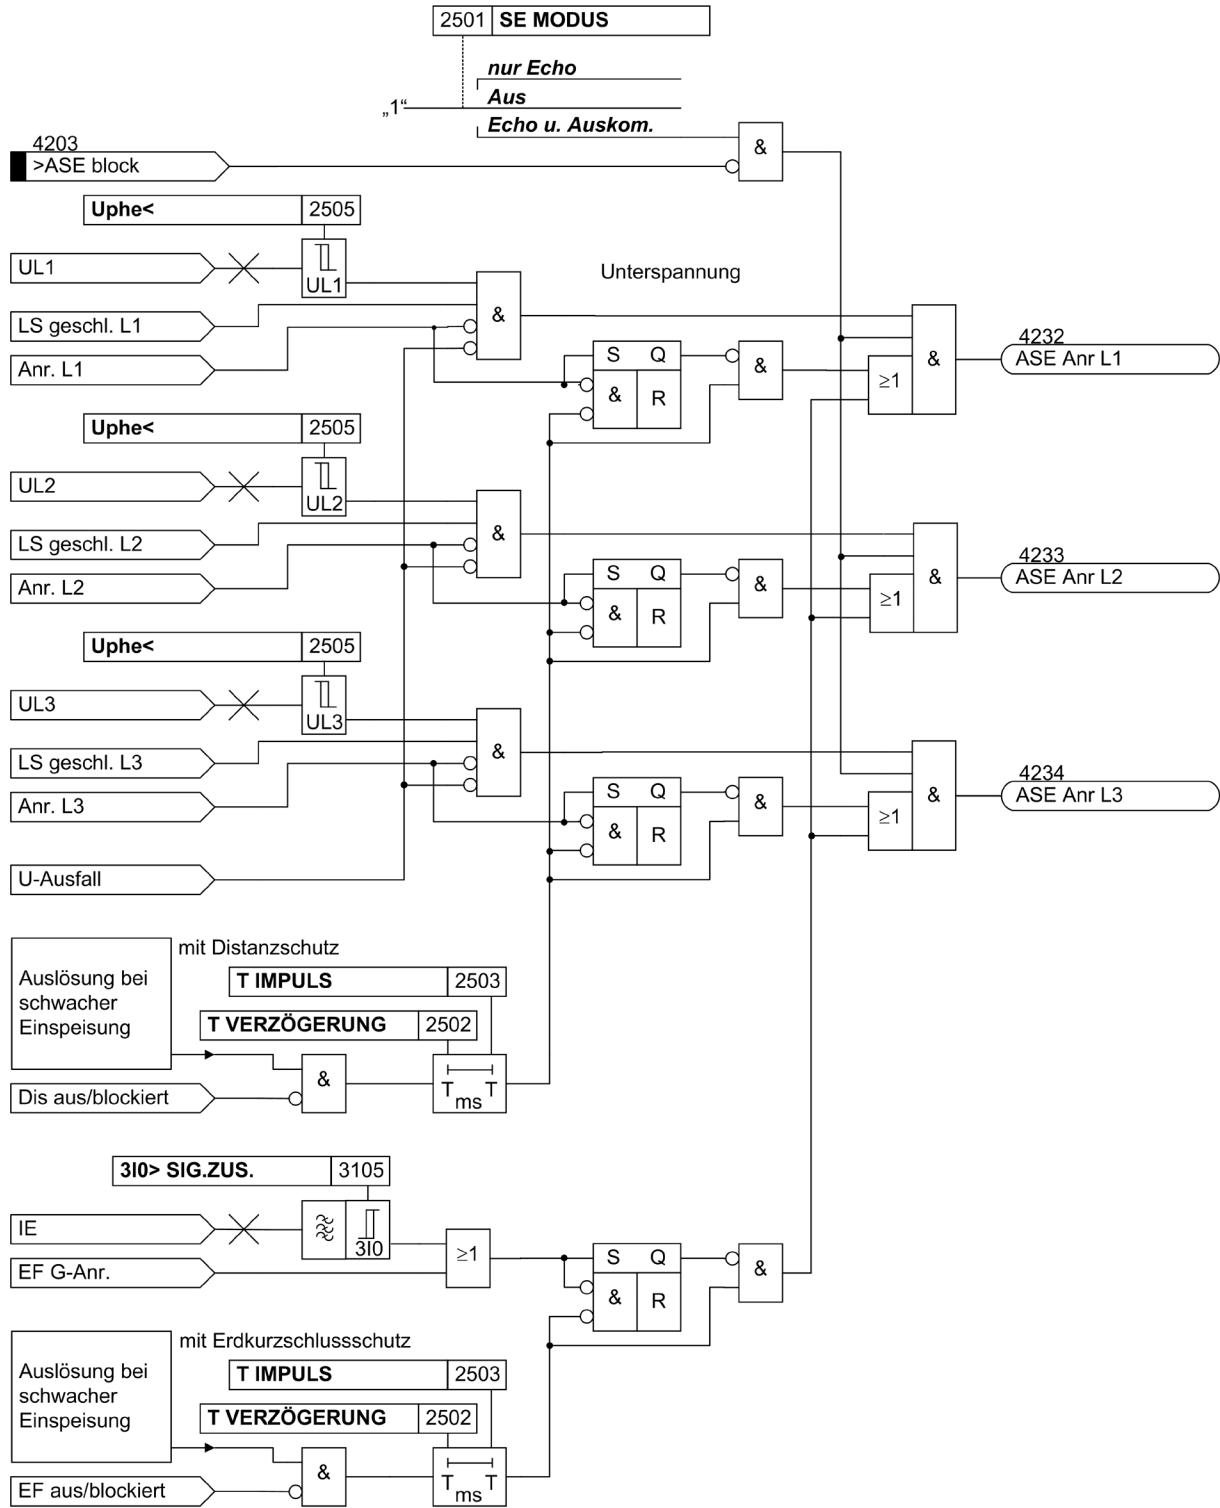 2501 SE MODUS
nur Echo
„1“ Aus
Echo u. Auskom.
&
4203
>ASE block
Uphe< 2505
UL1
UL1
Unterspannung
LS geschl. L1
&
Anr. L1
S Q
& R
&
≥1
&
4232
ASE Anr L1
Uphe< 2505
UL2
UL2
LS geschl. L2
&
Anr. L2
S Q
& R
&
≥1
&
4233
ASE Anr L2
Uphe< 2505
UL3
UL3
LS geschl. L3
&
Anr. L3
S Q
& R
&
≥1
&
4234
ASE Anr L3
U-Ausfall
mit Distanzschutz
Auslösung bei
schwacher
Einspeisung
T IMPULS 2503
T VERZÖGERUNG 2502
Dis aus/blockiert
&
T T
ms
3I0> SIG.ZUS. 3105
IE
3I0
EF G-Anr.
≥1
S Q
& R
&
mit Erdkurzschlussschutz
Auslösung bei
schwacher
Einspeisung
T IMPULS 2503
T VERZÖGERUNG 2502
EF aus/blockiert
&
T T
ms